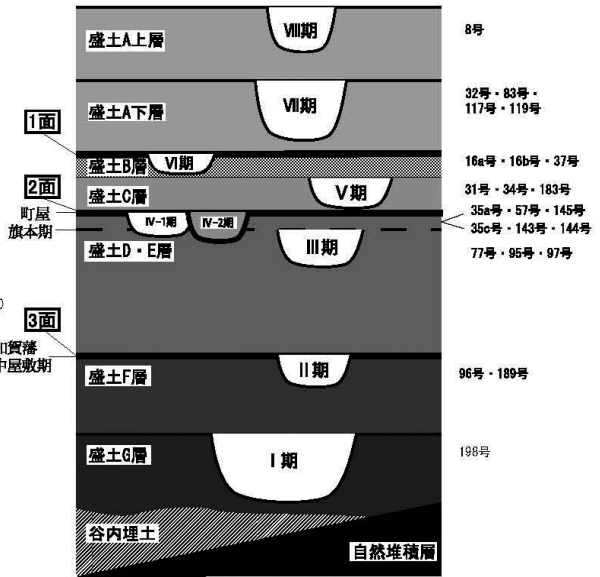 盛土A上層 Ⅷ期 8号
盛土A下層 Ⅶ期 32号・83号・
117号・119号
1面
盛土B層 Ⅵ期 16a号・16b号・37号
盛土C層 Ⅴ期 31号・34号・183号
2面
町屋 Ⅳ-1期 Ⅳ-2期 35a号・57号・145号
旗本期 35c号・143号・144号
盛土D・E層 Ⅲ期 77号・95号・97号
3面
賀藩
屋敷期
盛土F層 Ⅱ期 96号・189号
盛土G層 Ⅰ期 198号
谷内埋土
自然堆積層